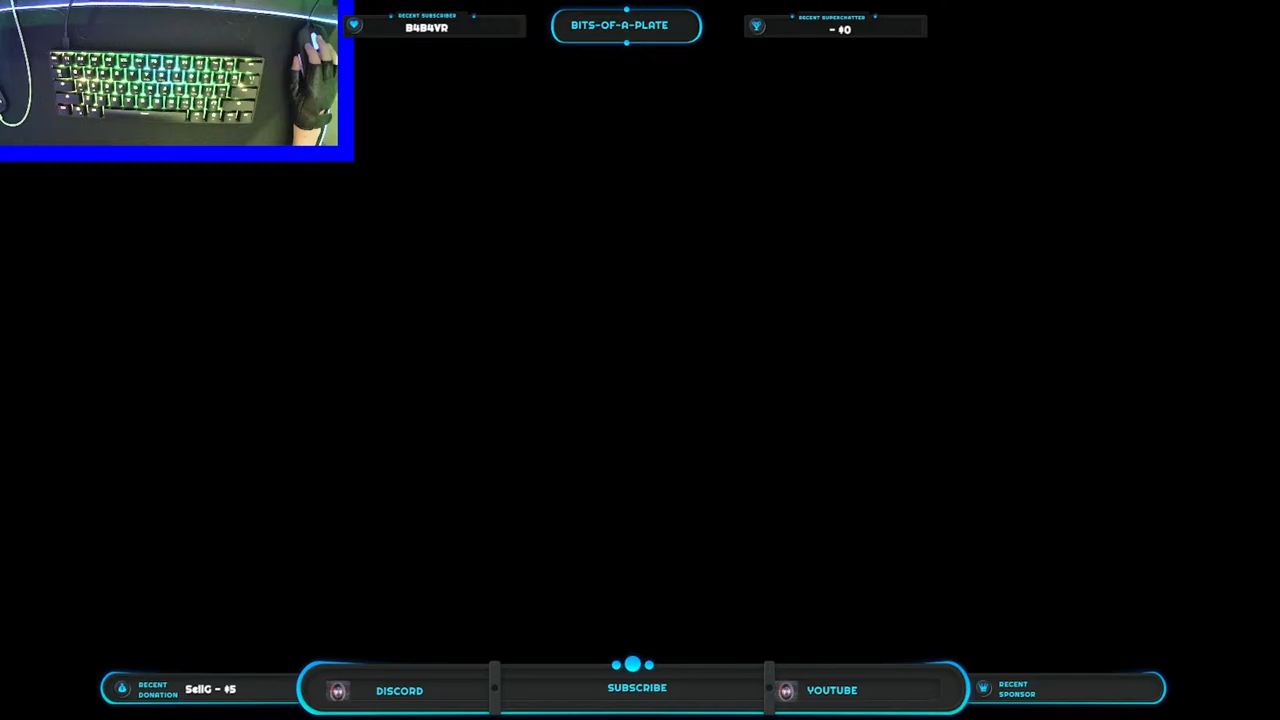 RECENT SUBSCRIBER
B4B4VR
BITS-OF-A-PLATE
RECENT SUPERCHATTER
- $0
RECENT
DONATION
SellG - $5
DISCORD
SUBSCRIBE
YOUTUBE
RECENT
SPONSOR